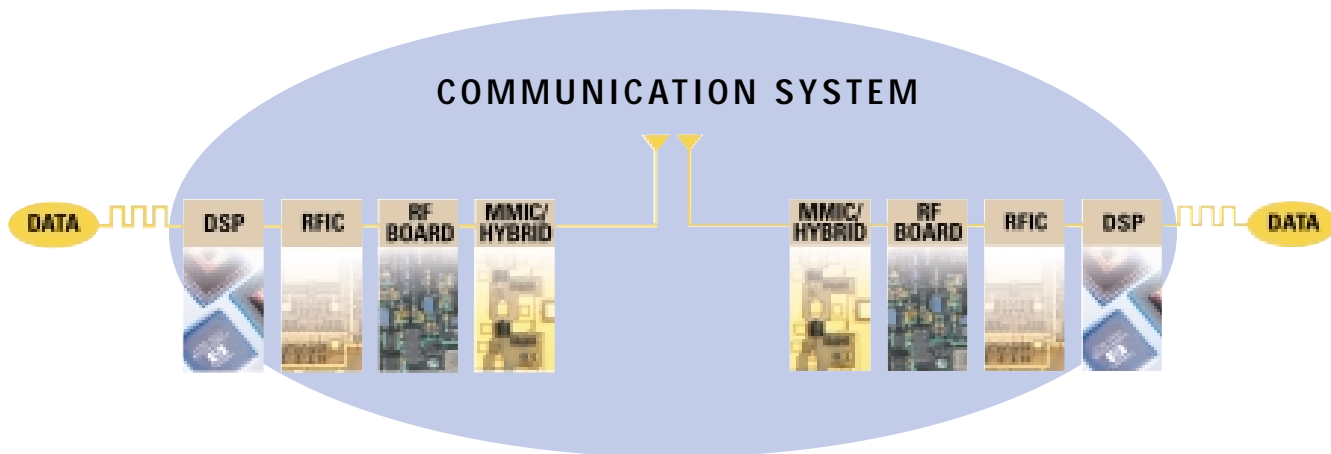 COMMUNICATION SYSTEM
DATA
DSP
RFIC
RF
BOARD
MMIC/
HYBRID
MMIC/
HYBRID
RF
BOARD
RFIC
DSP
DATA